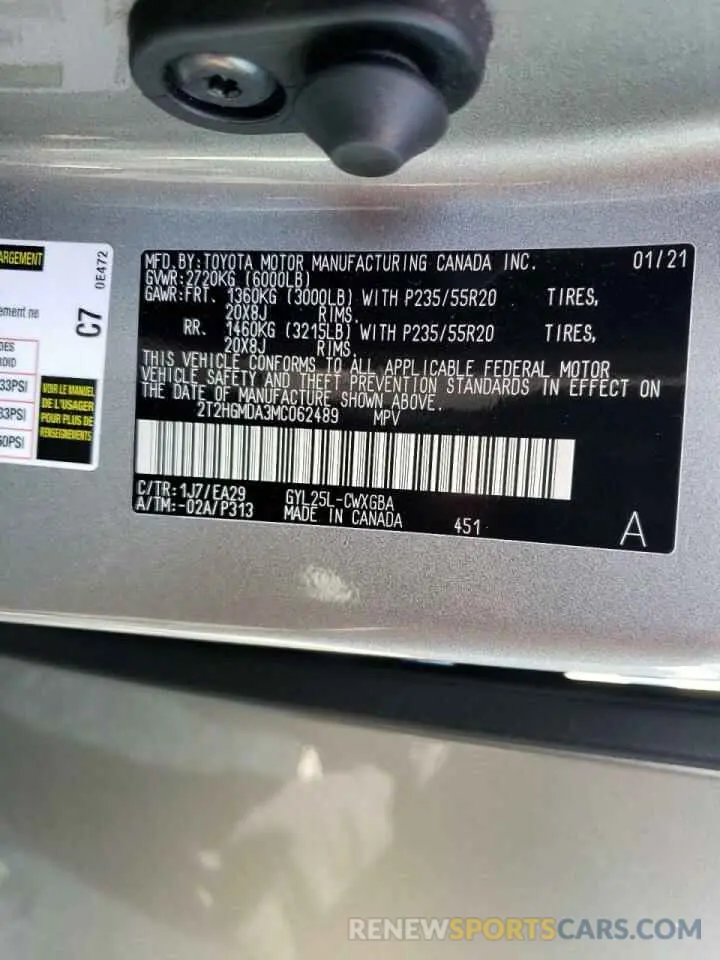 MFD.BY:TOYOTA MOTOR MANUFACTURING CANADA INC. 01/21
GVWR:2720KG (6000LB)
GAWR:FRT. 1360KG (3000LB) WITH P235/55R20 TIRES,
20X8J RIMS.
RR. 1460KG (3215LB) WITH P235/55R20 TIRES,
20X8J RIMS.
THIS VEHICLE CONFORMS TO ALL APPLICABLE FEDERAL MOTOR
VEHICLE SAFETY AND THEFT PREVENTION STANDARDS IN EFFECT ON
THE DATE OF MANUFACTURE SHOWN ABOVE.
2T2HGMDA3MC062489 MPV
C/TR:1J7/EA29 GYL25L-CWXGBA
A/TM:-02A/P313 MADE IN CANADA 451 A
ARGEMENT
0E472
C7
33PSI
33PSI
60PSI
VOIR LE MANUEL
DE L'USAGER
POUR PLUS DE
RENSEIGNEMENTS
RENEWSPORTSCARS.COM